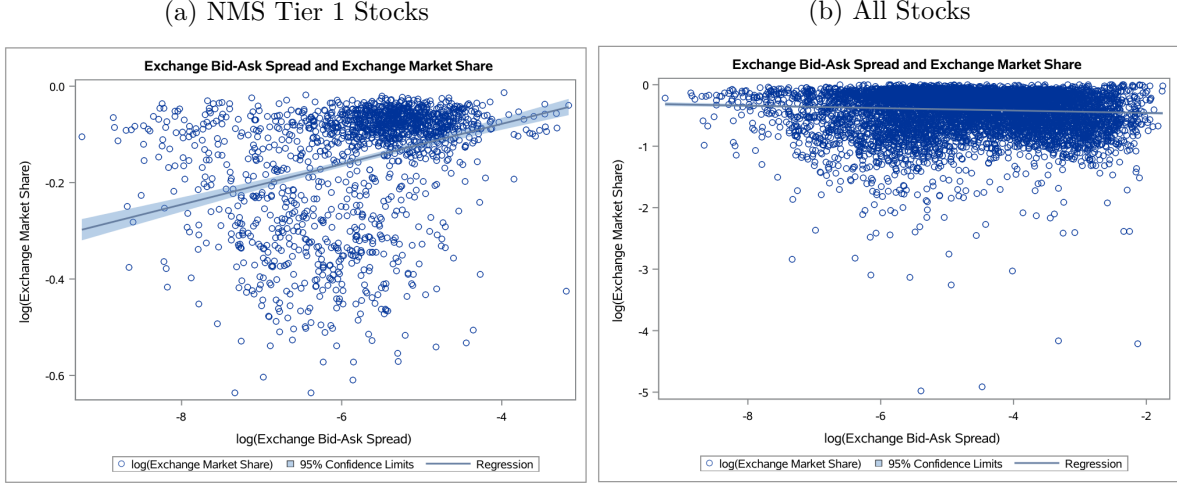 (a) NMS Tier 1 Stocks
Exchange Bid-Ask Spread and Exchange Market Share
0.0
-0.2
-0.4
-0.6
log(Exchange Market Share)
-8
-6
-4
log(Exchange Bid-Ask Spread)
log(Exchange Market Share)
95% Confidence Limits
Regression
(b) All Stocks
Exchange Bid-Ask Spread and Exchange Market Share
0
-1
-2
-3
-4
-5
log(Exchange Market Share)
-8
-6
-4
-2
log(Exchange Bid-Ask Spread)
log(Exchange Market Share)
95% Confidence Limits
Regression